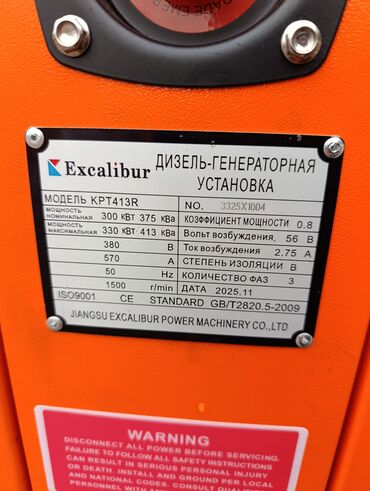 Excalibur
ДИЗЕЛЬ-ГЕНЕРАТОРНАЯ
УСТАНОВКА
МОДЕЛЬ KPT413R
NO. 3325X1004
МОЩНОСТЬ НОМИНАЛЬНАЯ 300 КВТ 375 КВа
КОЭФФИЦИЕНТ МОЩНОСТИ 0.8
МОЩНОСТЬ МАКСИМАЛЬНАЯ 330 КВТ 413 КВа
Вольт возбуждения, 56 В
380 В
Ток возбуждения, 2.75 А
570 А
СТЕПЕНЬ ИЗОЛЯЦИИ В
50 Hz
КОЛИЧЕСТВО ФАЗ 3
1500 r/min
ДАТА 2025.11
ISO9001 CE STANDARD GB/T2820.5-2009
JIANGSU EXCALIBUR POWER MACHINERY CO.,LTD
WARNING
DISCONNECT ALL POWER BEFORE SERVICING.
FAILURE TO FOLLOW ALL SAFETY INSTRUCTIONS
CAN RESULT IN SERIOUS PERSONAL INJURY
OR DEATH. INSTALL AND GROUND PER LOCAL
AND NATIONAL CODES. CONSULT QUALIFIED
PERSONNEL WITH